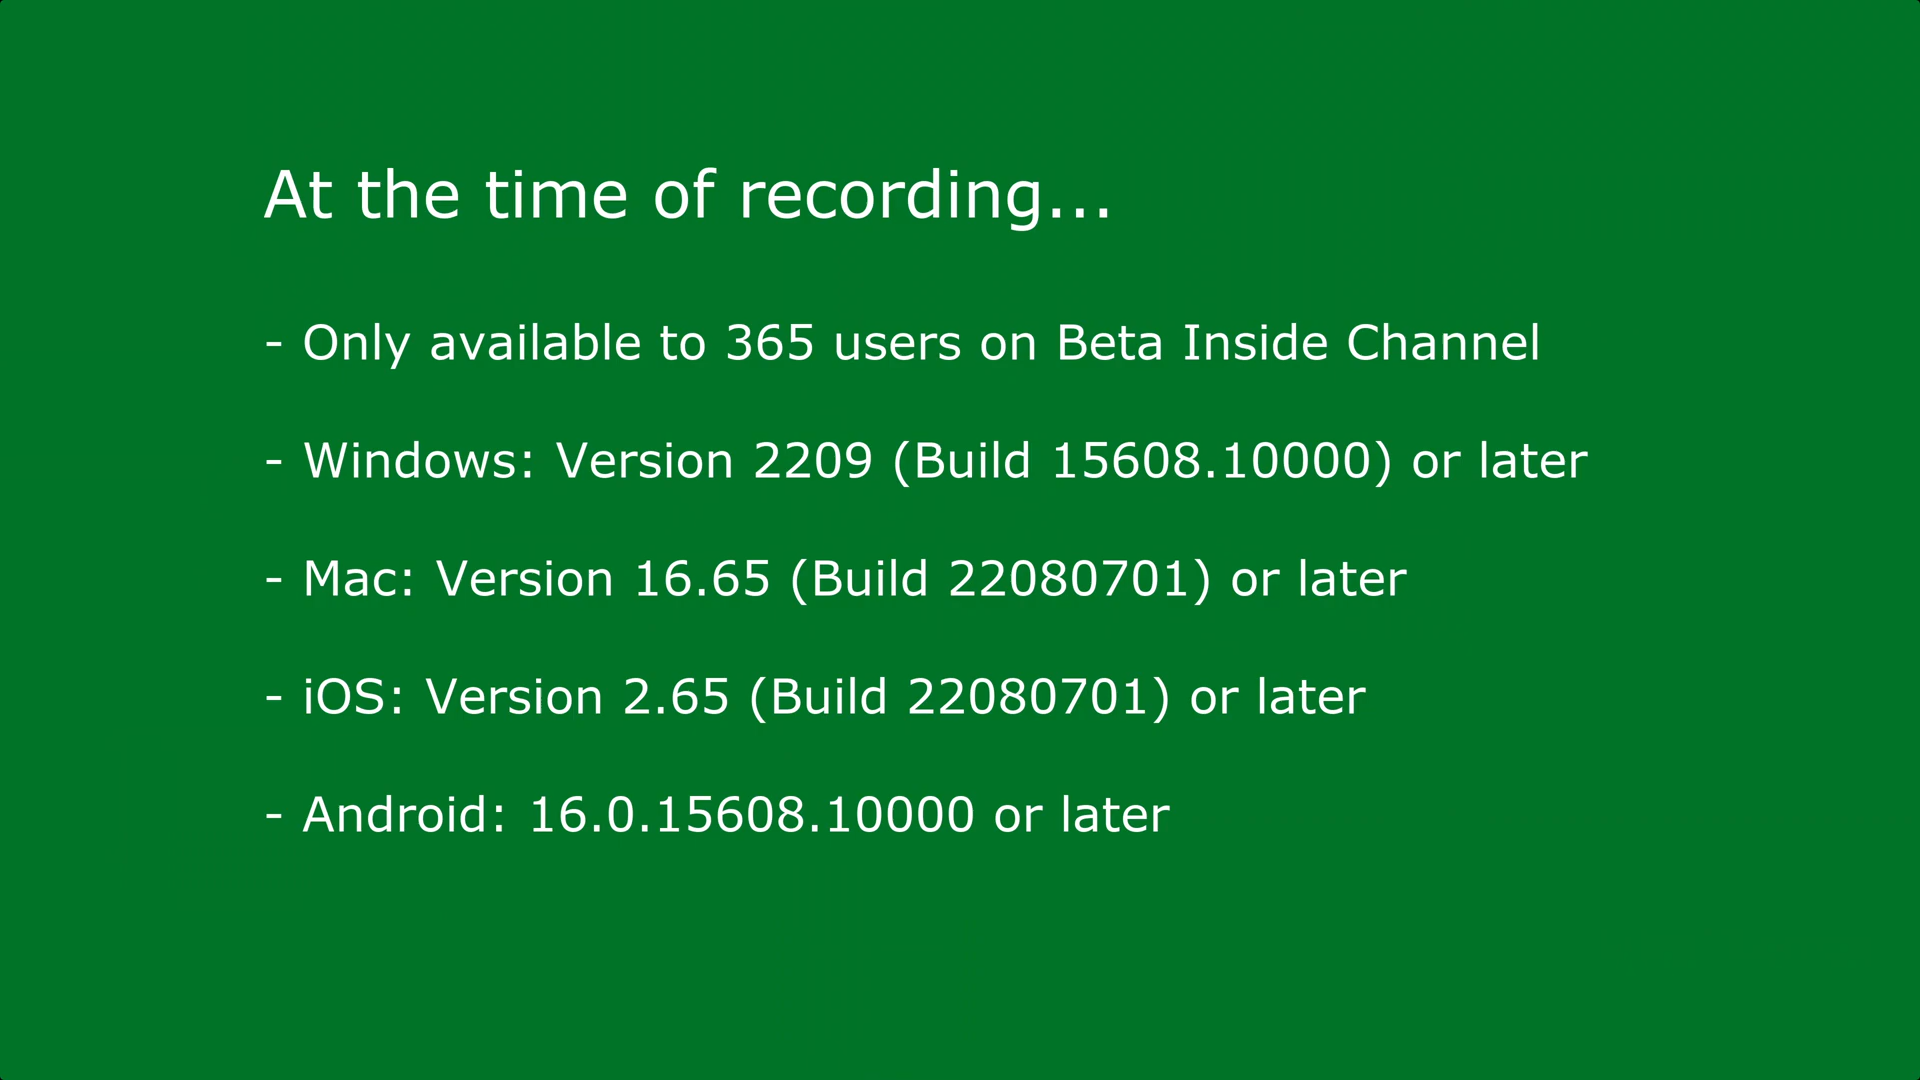 At the time of recording...
- Only available to 365 users on Beta Inside Channel
- Windows: Version 2209 (Build 15608.10000) or later
- Mac: Version 16.65 (Build 22080701) or later
- iOS: Version 2.65 (Build 22080701) or later
- Android: 16.0.15608.10000 or later